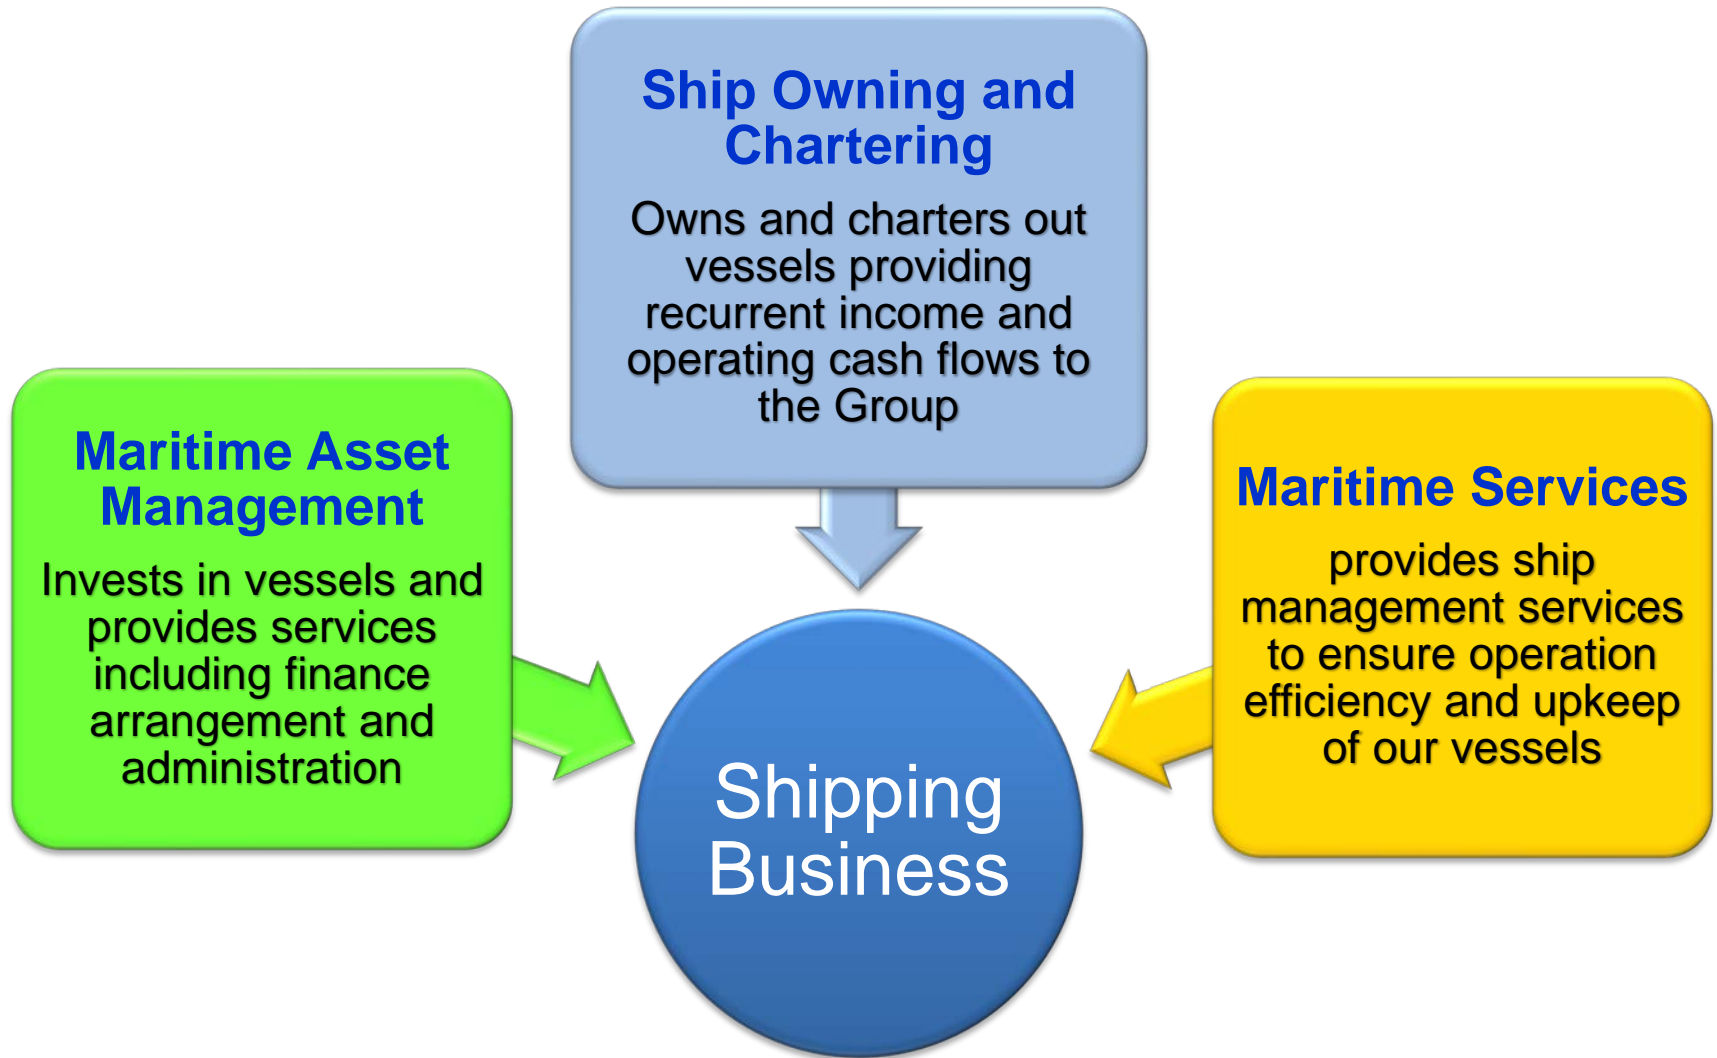 Ship Owning and
Chartering
Owns and charters out
vessels providing
recurrent income and
operating cash flows to
the Group
Maritime Asset
Management
Invests in vessels and
provides services
including finance
arrangement and
administration
Maritime Services
provides ship
management services
to ensure operation
efficiency and upkeep
of our vessels
Shipping
Business